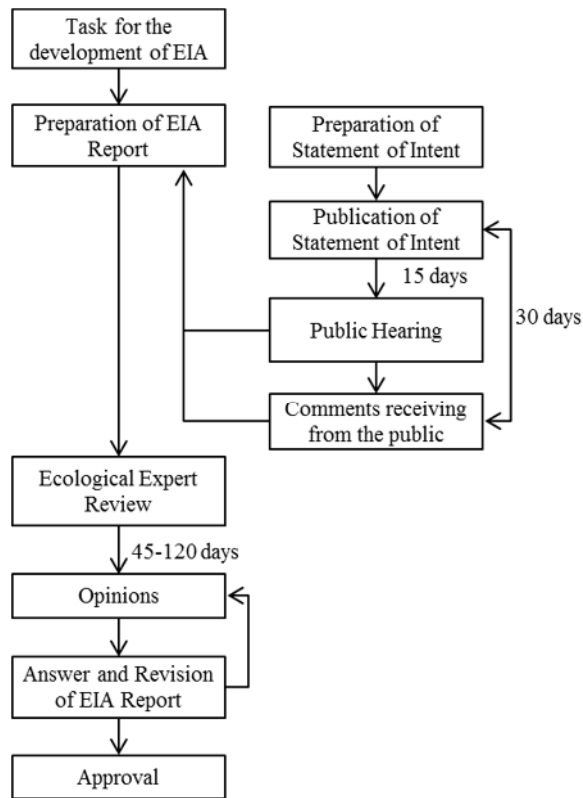 Task for the
development of EIA
Preparation of EIA
Report
Preparation of
Statement of Intent
Publication of
Statement of Intent
15 days
30 days
Public Hearing
Comments receiving
from the public
Ecological Expert
Review
45-120 days
Opinions
Answer and Revision
of EIA Report
Approval